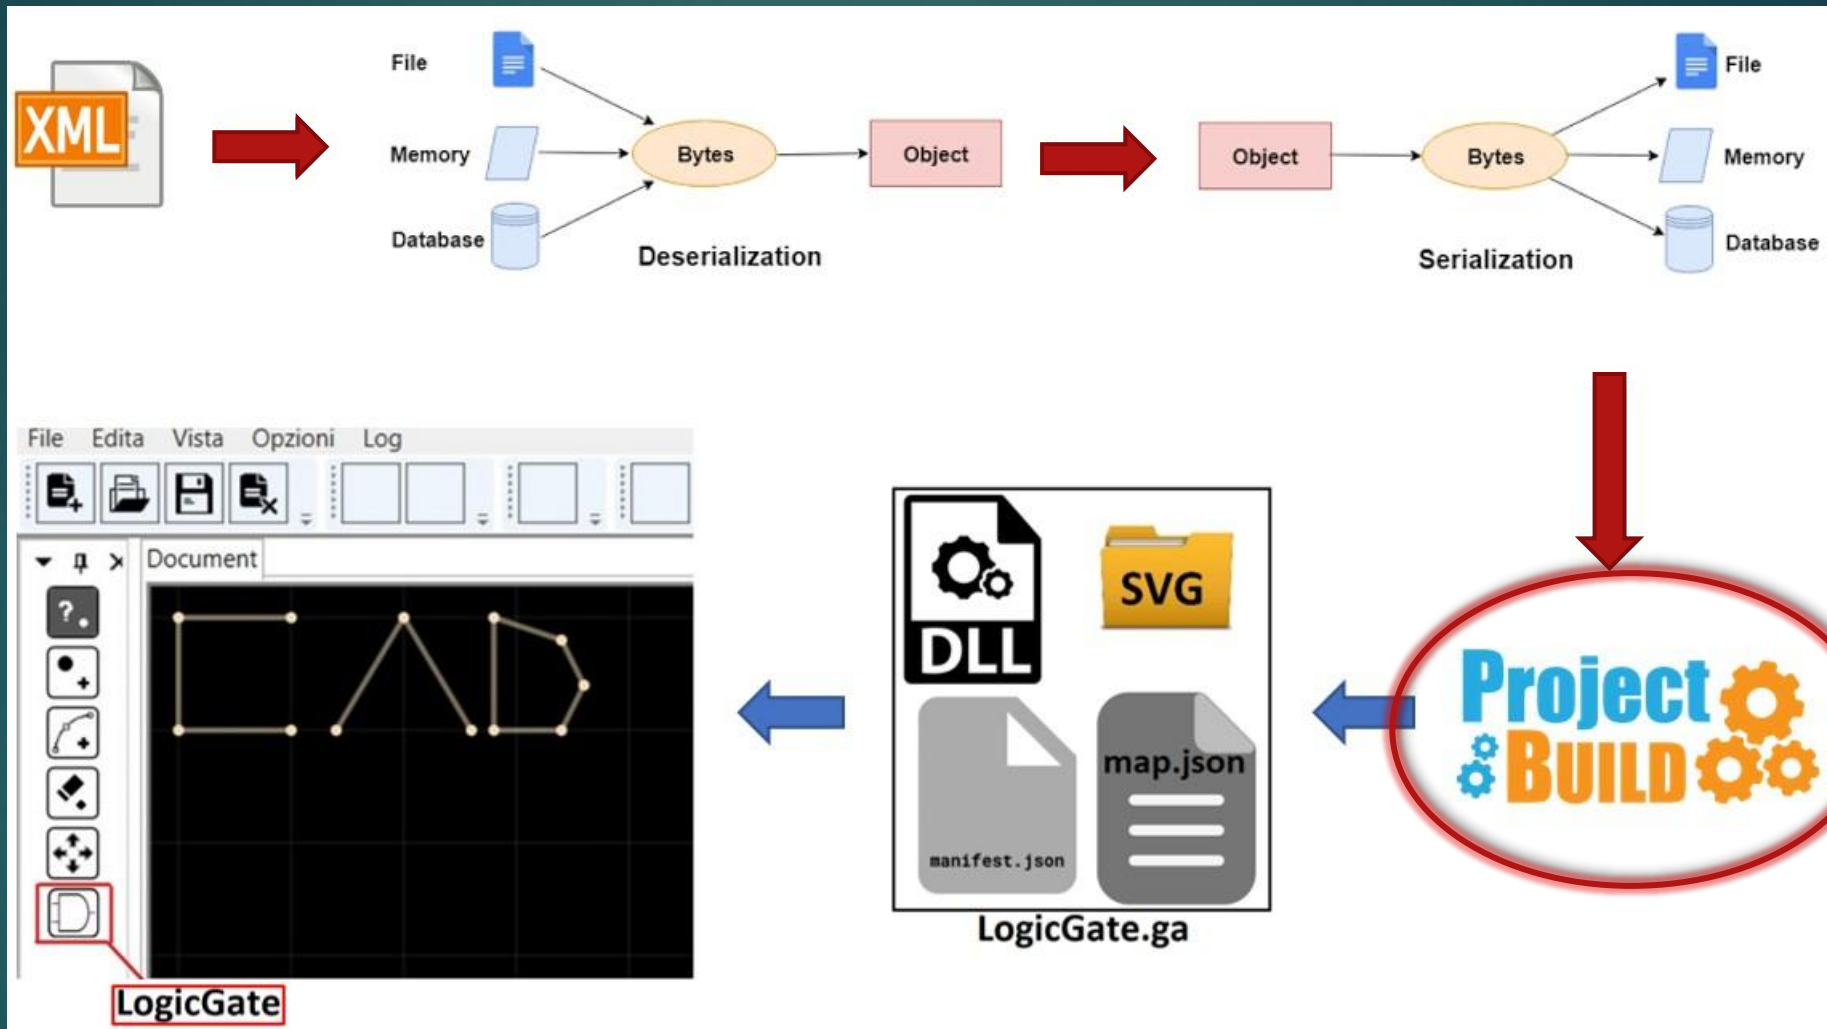 XML
File
Memory
Database
Bytes
Object
Deserialization
Object
Bytes
File
Memory
Database
Serialization
File Edita Vista Opzioni Log
Document
?
LogicGate
DLL
SVG
manifest.json
map.json
LogicGate.ga
Project
BUILD